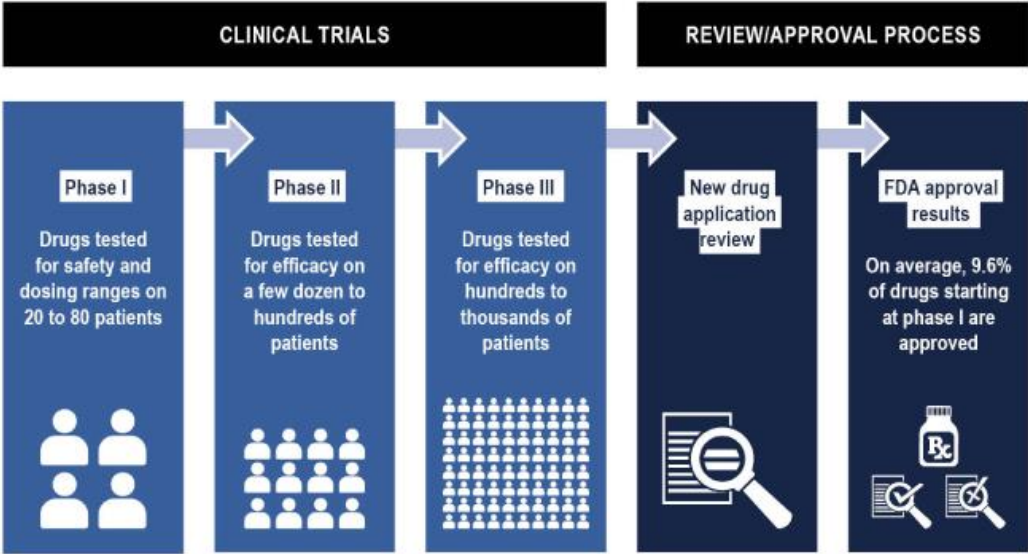 CLINICAL TRIALS
REVIEW/APPROVAL PROCESS
Phase I
Drugs tested
for safety and
dosing ranges on
20 to 80 patients
Phase II
Drugs tested
for efficacy on
a few dozen to
hundreds of
patients
Phase III
Drugs tested
for efficacy on
hundreds to
thousands of
patients
New drug
application
review
FDA approval
results
On average, 9.6%
of drugs starting
at phase I are
approved
Rx